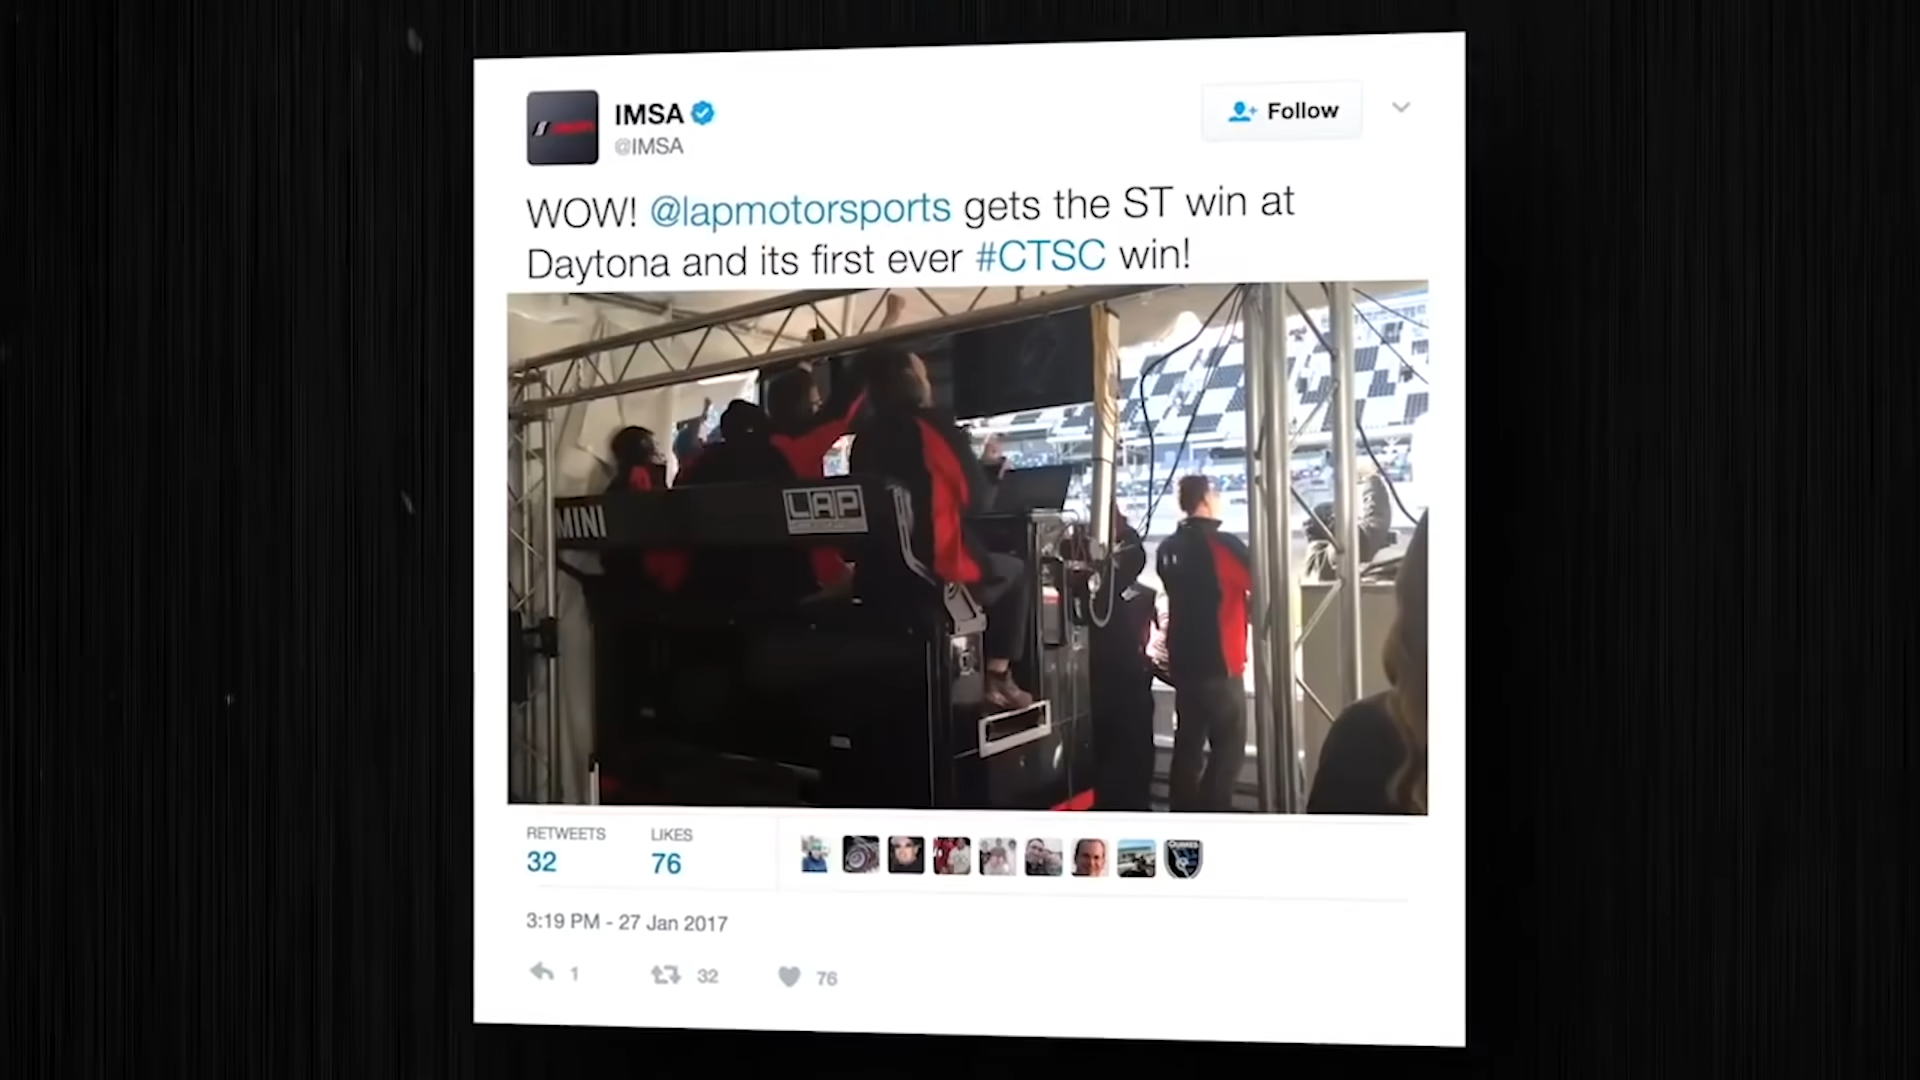 IMSA
@IMSA
Follow
WOW! @lapmotorsports gets the ST win at
Daytona and its first ever #CTSC win!
MINI
LAP
RETWEETS
LIKES
32
76
3:19 PM - 27 Jan 2017
1
32
76